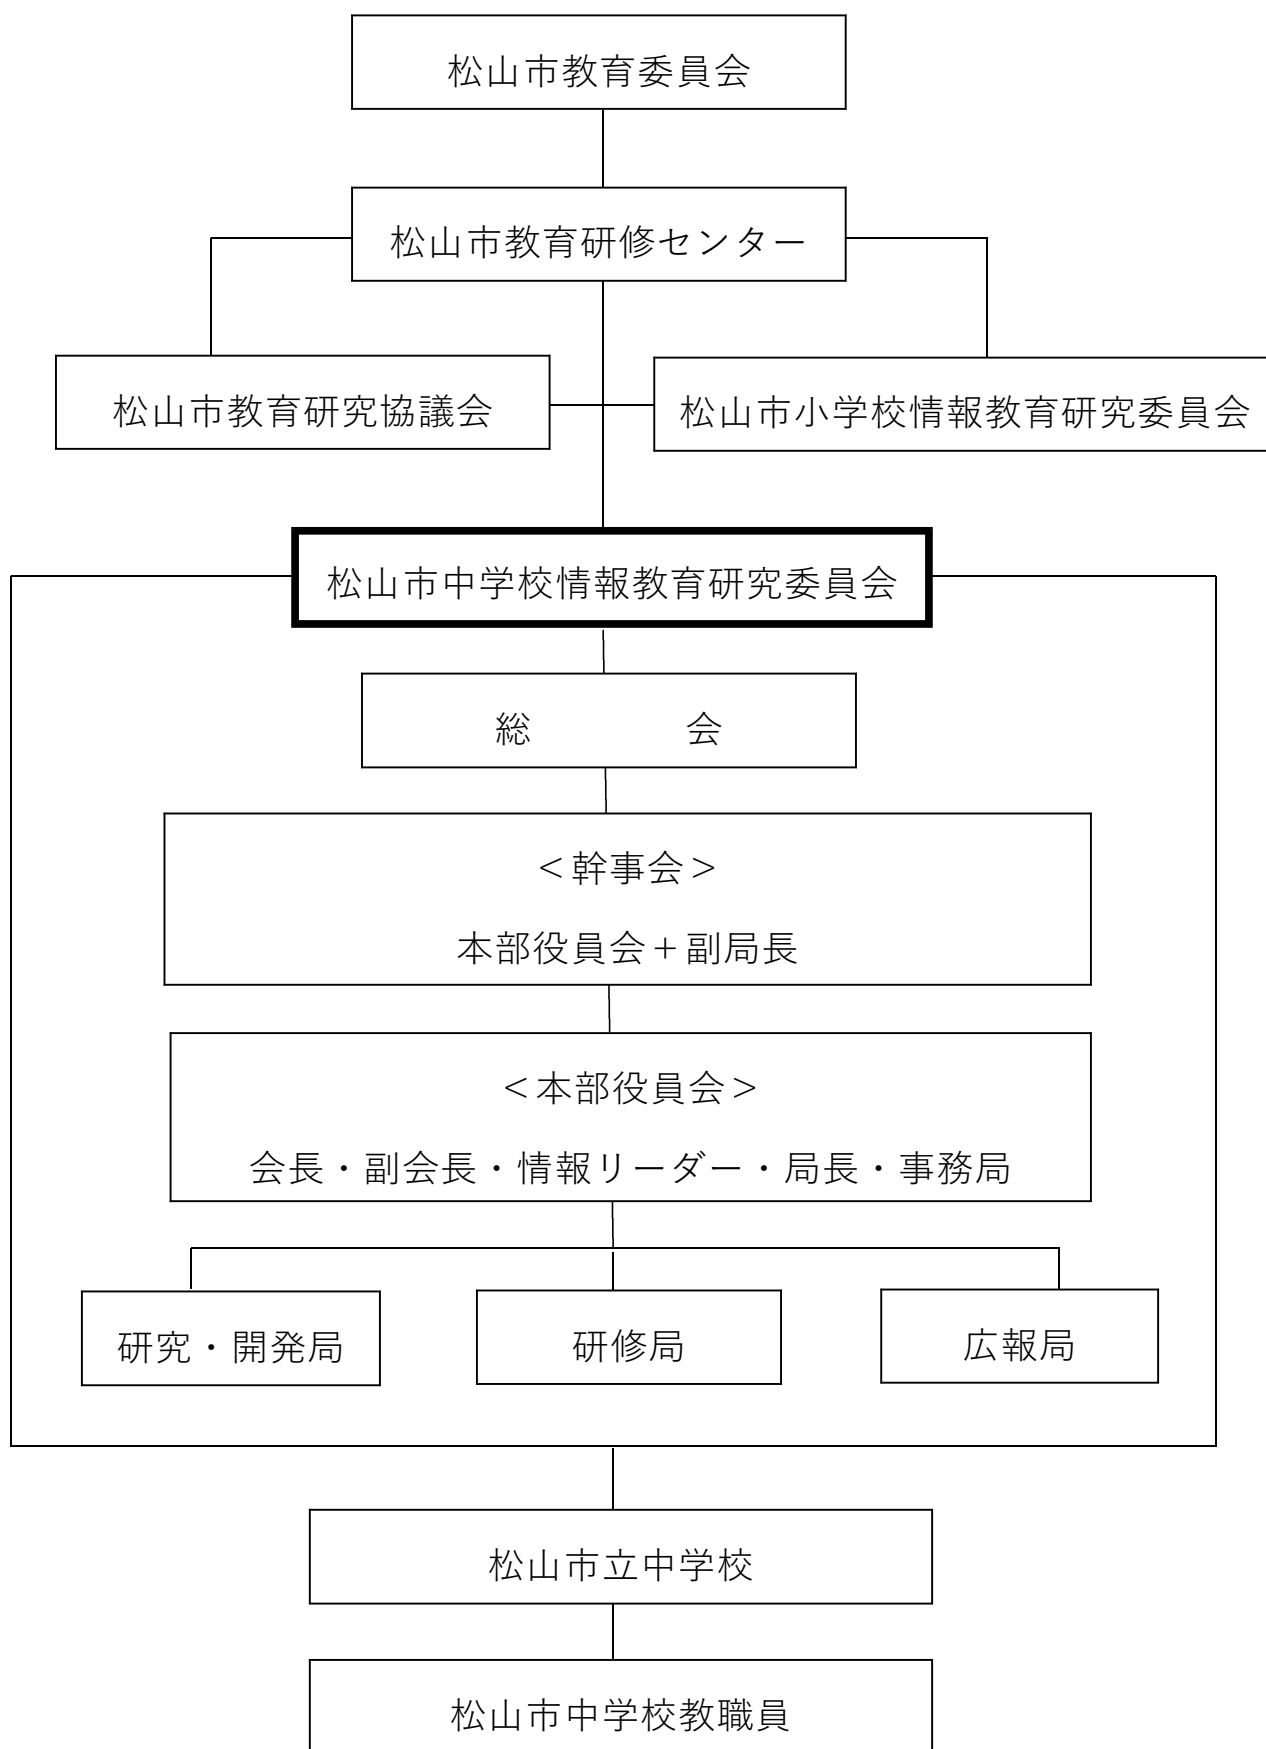 松山市教育委員会
松山市教育研修センター
松山市教育研究協議会
松山市小学校情報教育研究委員会
松山市中学校情報教育研究委員会
総　　　　会
＜幹事会＞
本部役員会＋副局長
＜本部役員会＞
会長・副会長・情報リーダー・局長・事務局
研究・開発局
研修局
広報局
松山市立中学校
松山市中学校教職員